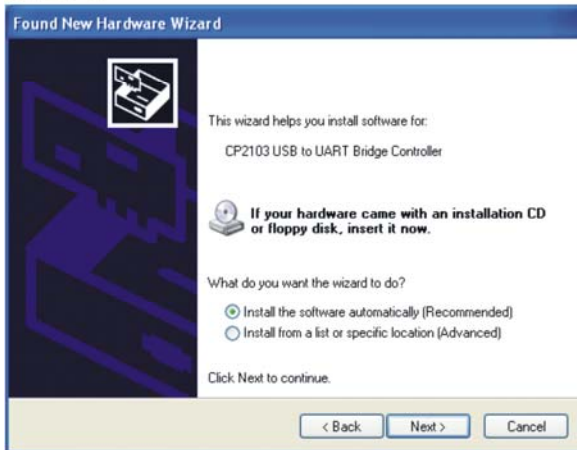 Found New Hardware Wizard
This wizard helps you install software for:
CP2103 USB to UART Bridge Controller
If your hardware came with an installation CD
or floppy disk, insert it now.
What do you want the wizard to do?
Install the software automatically (Recommended)
Install from a list or specific location (Advanced)
Click Next to continue.
< Back Next > Cancel